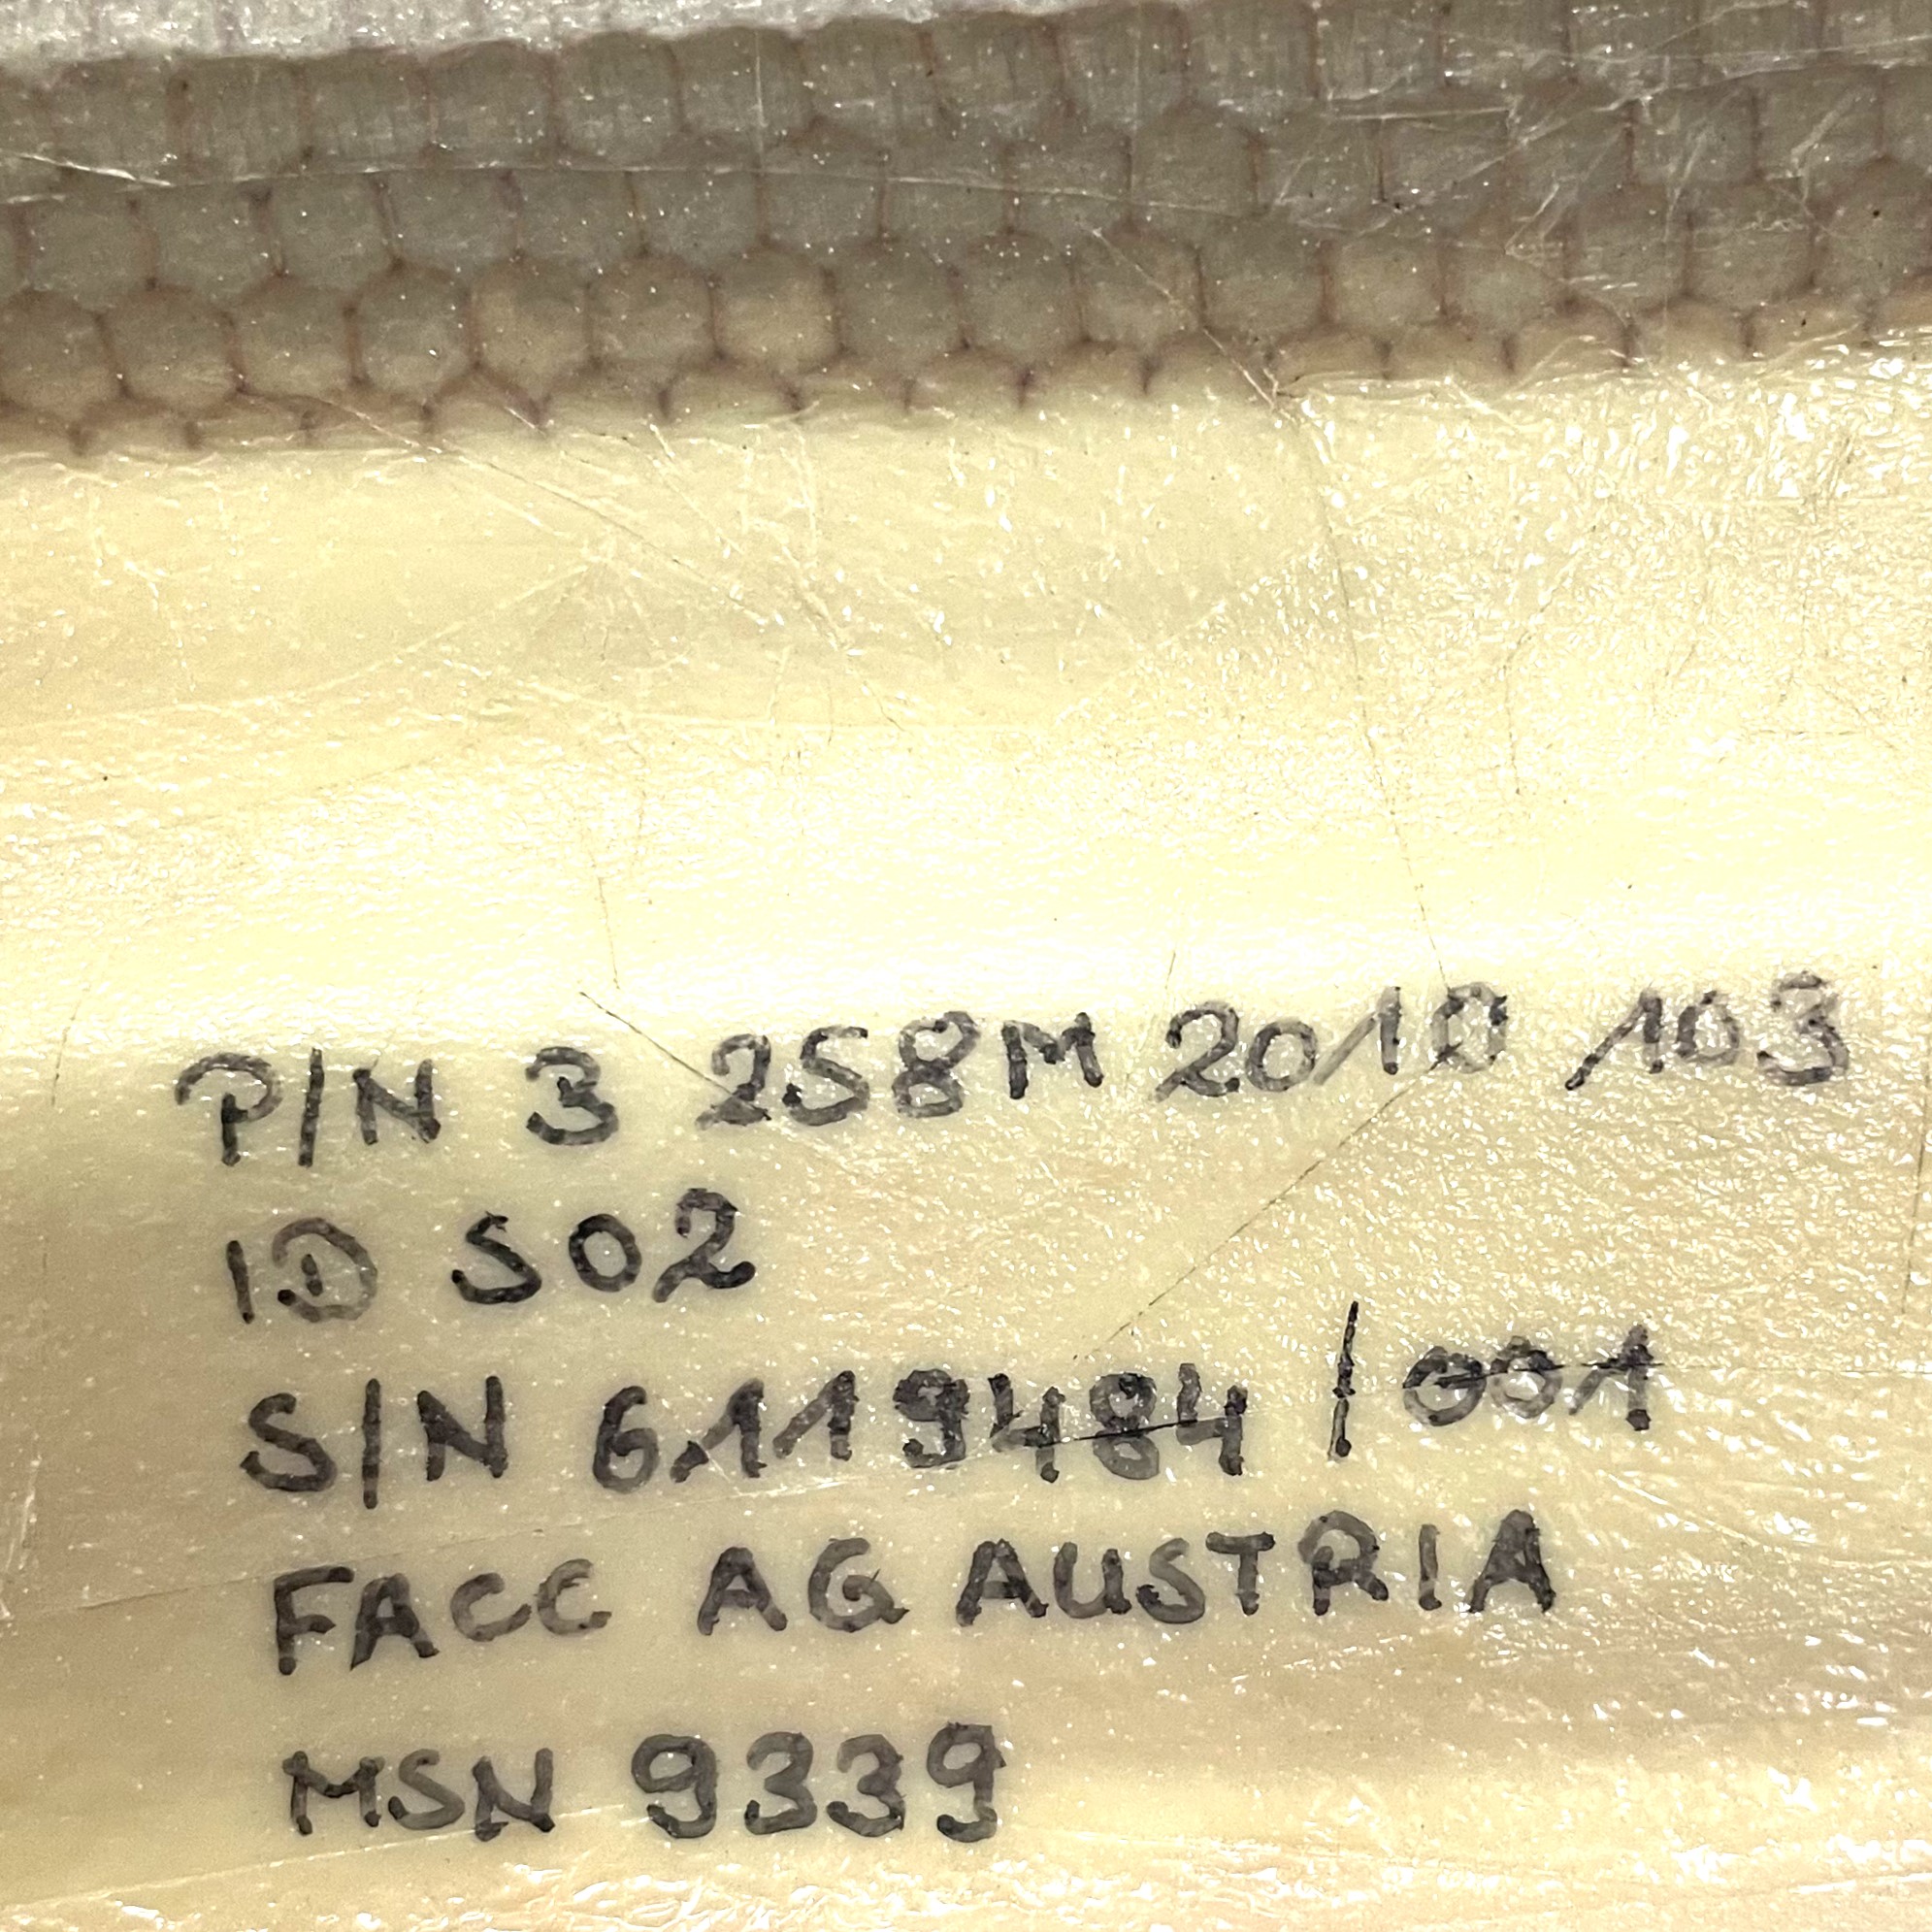 P/N 3 258M 2010 103
ID S02
S/N 6119484 / 001
FACC AG AUSTRIA
MSN 9339